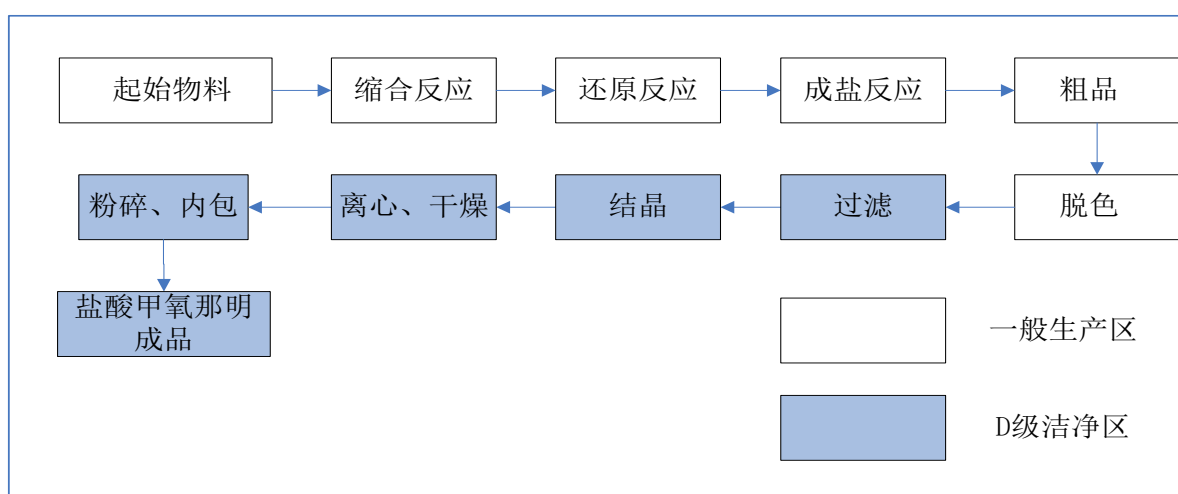 起始物料
缩合反应
还原反应
成盐反应
粗品
粉碎、内包
离心、干燥
结晶
过滤
脱色
盐酸甲氧那明
成品
一般生产区
D级洁净区